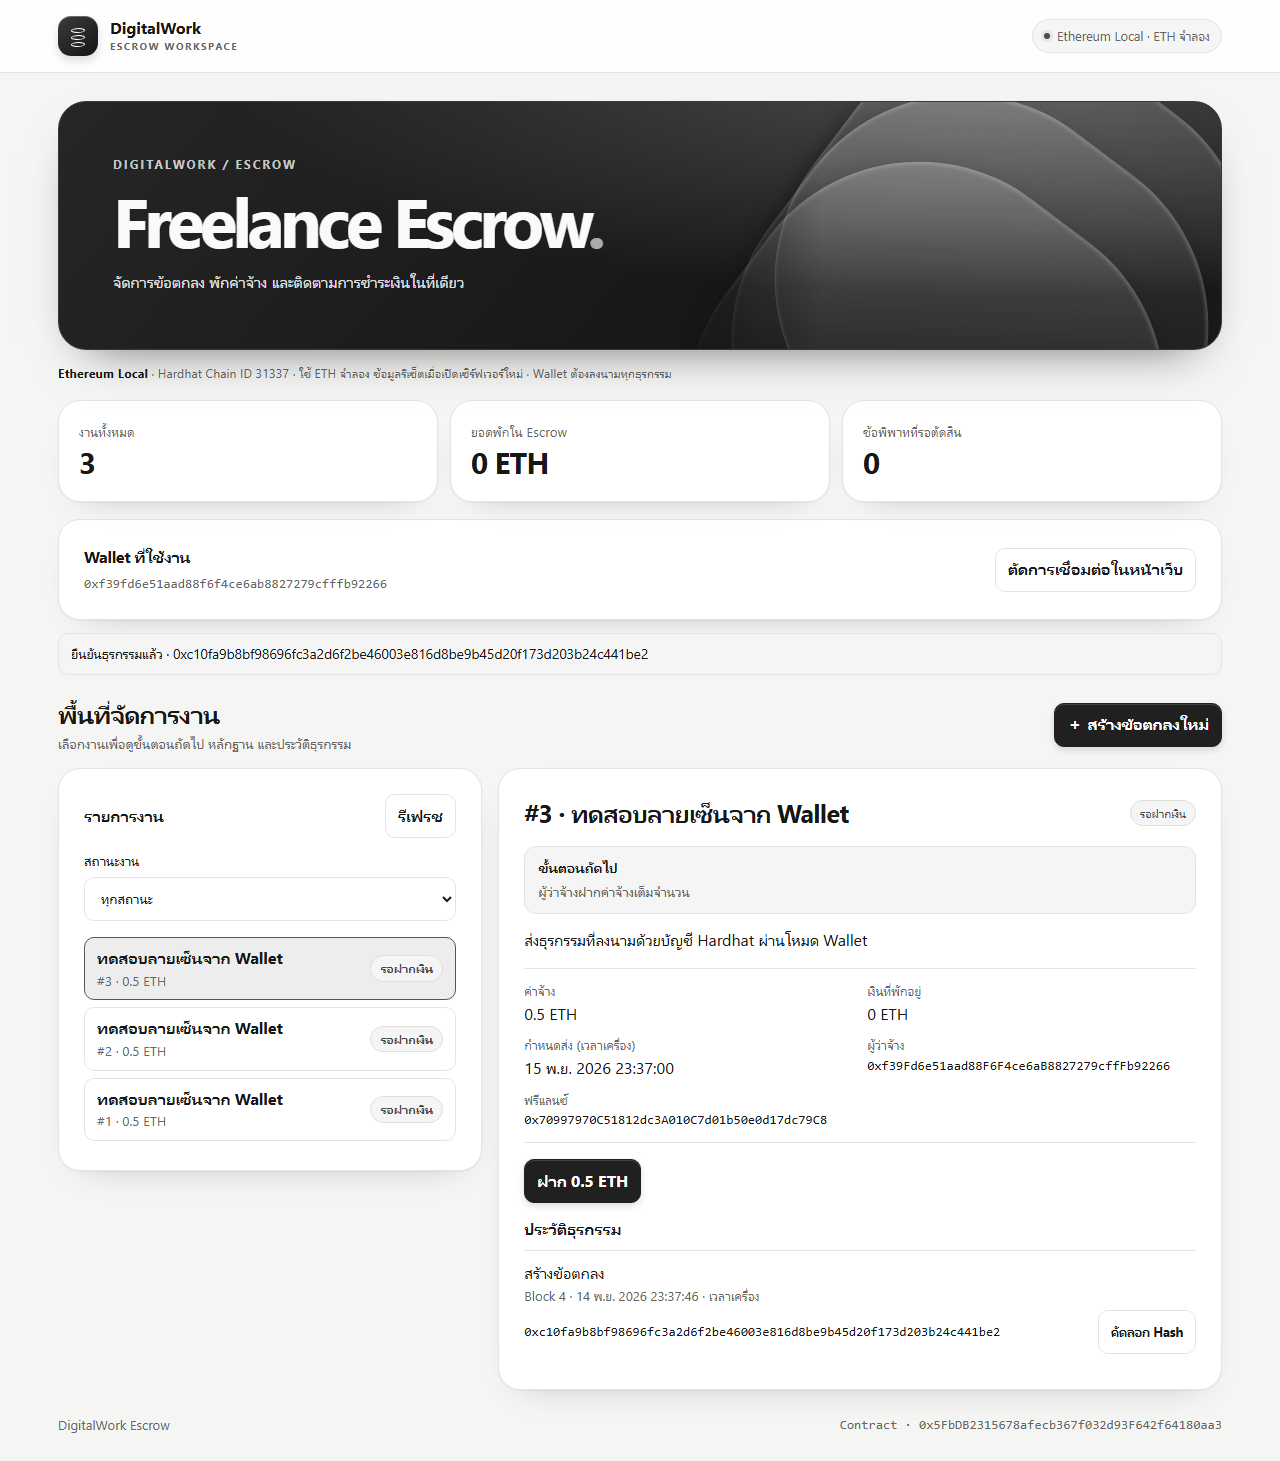 DigitalWork
ESCROW WORKSPACE
Ethereum Local · ETH จำลอง
DIGITALWORK / ESCROW
Freelance Escrow.
จัดการข้อตกลง พักค่าจ้าง และติดตามการชำระเงินในที่เดียว
Ethereum Local · Hardhat Chain ID 31337 · ใช้ ETH จำลอง ข้อมูลรีเซ็ตเมื่อเปิดเซิร์ฟเวอร์ใหม่ · Wallet ต้องลงนามทุกธุรกรรม
งานทั้งหมด
3
ยอดพักใน Escrow
0 ETH
ข้อพิพาทที่รอตัดสิน
0
Wallet ที่ใช้งาน
0xf39fd6e51aad88f6f4ce6ab8827279cfffb92266
ตัดการเชื่อมต่อในหน้าเว็บ
ยืนยันธุรกรรมแล้ว · 0xc10fa9b8bf98696fc3a2d6f2be46003e816d8be9b45d20f173d203b24c441be2
พื้นที่จัดการงาน
เลือกงานเพื่อดูขั้นตอนถัดไป หลักฐาน และประวัติธุรกรรม
+ สร้างข้อตกลงใหม่
รายการงาน
รีเฟรช
สถานะงาน
ทุกสถานะ
ทดสอบลายเซ็นจาก Wallet
#3 · 0.5 ETH
รอฝากเงิน
ทดสอบลายเซ็นจาก Wallet
#2 · 0.5 ETH
รอฝากเงิน
ทดสอบลายเซ็นจาก Wallet
#1 · 0.5 ETH
รอฝากเงิน
#3 · ทดสอบลายเซ็นจาก Wallet
รอฝากเงิน
ขั้นตอนถัดไป
ผู้ว่าจ้างฝากค่าจ้างเต็มจำนวน
ส่งธุรกรรมที่ลงนามด้วยบัญชี Hardhat ผ่านโหมด Wallet
ค่าจ้าง
0.5 ETH
เงินที่พักอยู่
0 ETH
กำหนดส่ง (เวลาเครื่อง)
15 พ.ย. 2026 23:37:00
ผู้ว่าจ้าง
0xf39Fd6e51aad88F6F4ce6aB8827279cffFb92266
ฟรีแลนซ์
0x70997970C51812dc3A010C7d01b50e0d17dc79C8
ฝาก 0.5 ETH
ประวัติธุรกรรม
สร้างข้อตกลง
Block 4 · 14 พ.ย. 2026 23:37:46 · เวลาเครื่อง
0xc10fa9b8bf98696fc3a2d6f2be46003e816d8be9b45d20f173d203b24c441be2
คัดลอก Hash
DigitalWork Escrow
Contract · 0x5FbDB2315678afecb367f032d93F642f64180aa3